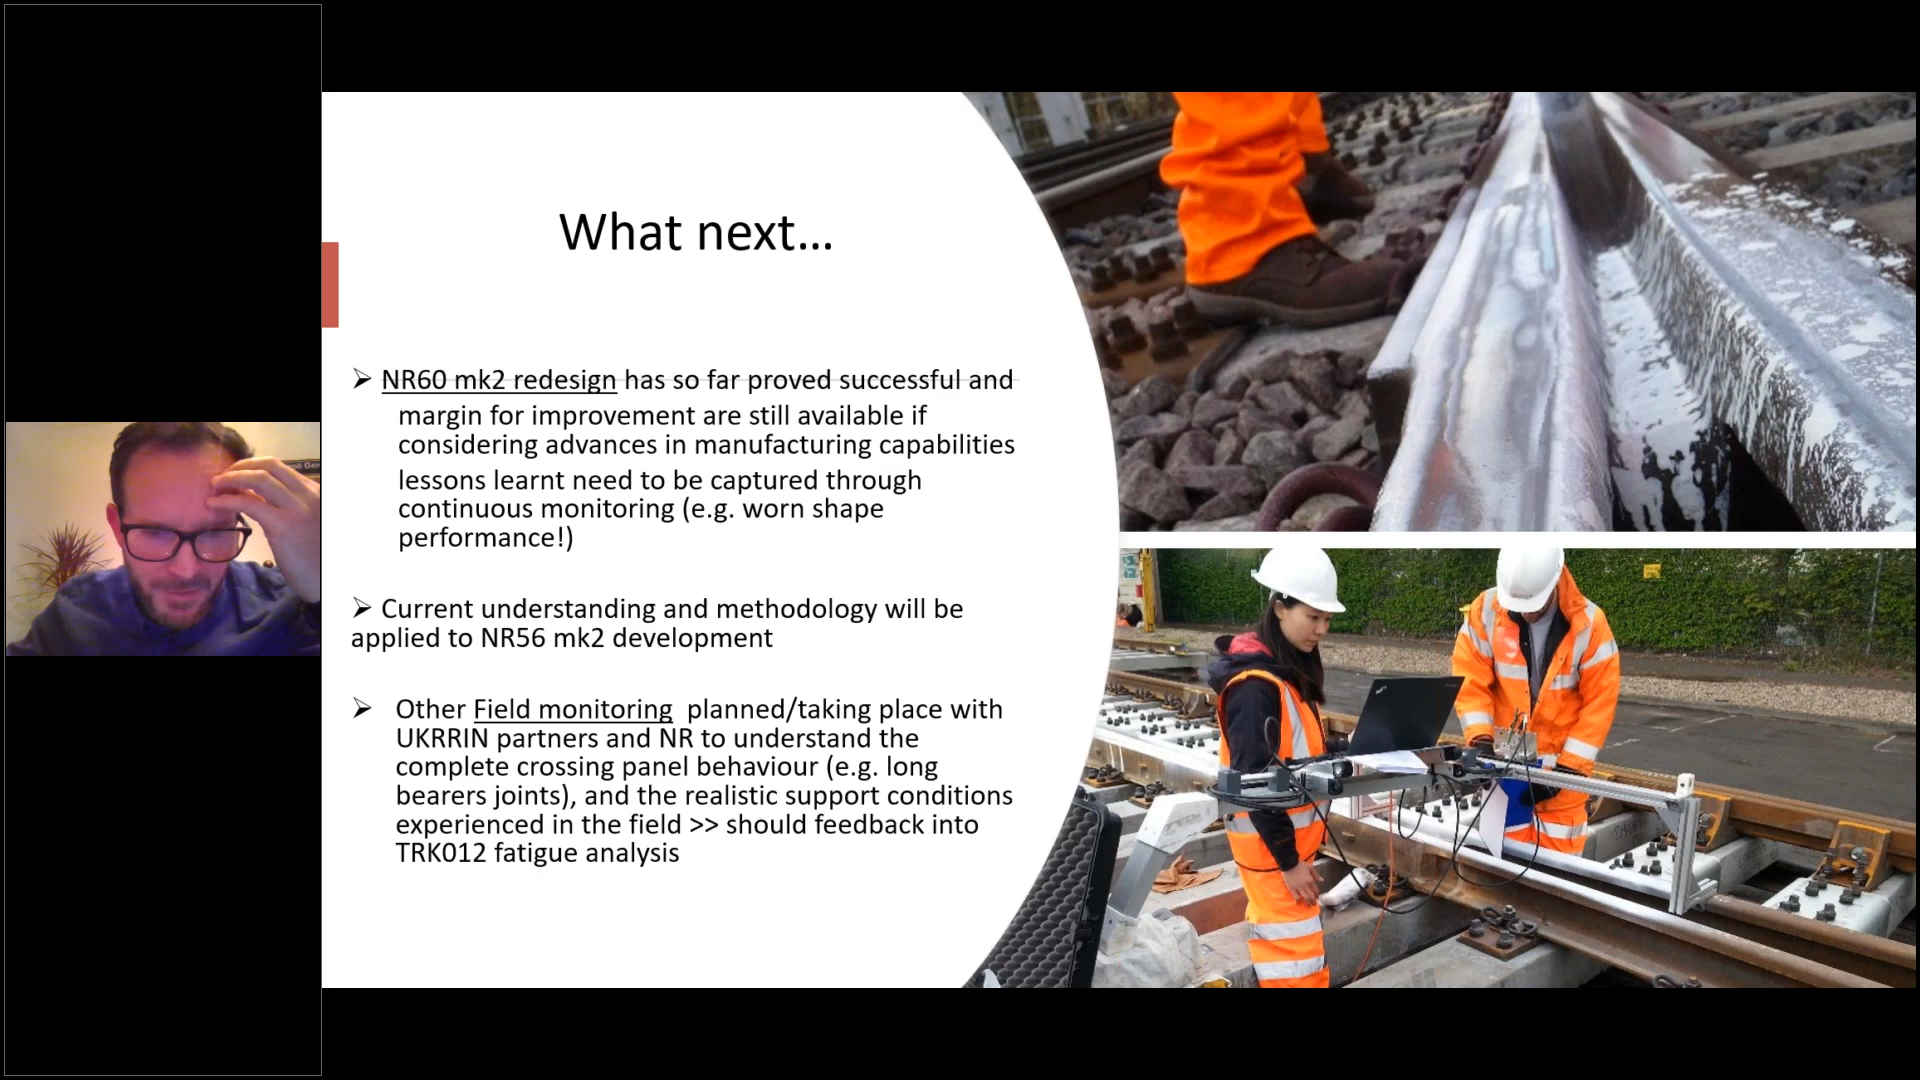 What next...
➢ NR60 mk2 redesign has so far proved successful and
margin for improvement are still available if
considering advances in manufacturing capabilities
lessons learnt need to be captured through
continuous monitoring (e.g. worn shape
performance!)
➢ Current understanding and methodology will be
applied to NR56 mk2 development
➢ Other Field monitoring planned/taking place with
UKRRIN partners and NR to understand the
complete crossing panel behaviour (e.g. long
bearers joints), and the realistic support conditions
experienced in the field >> should feedback into
TRK012 fatigue analysis